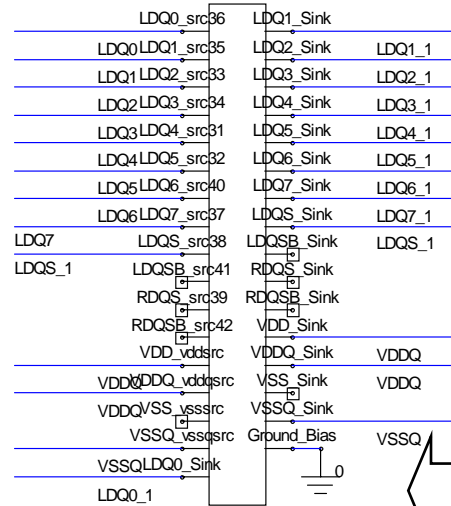 LDQ0_src36 LDQ1_Sink
LDQ0 LDQ1_src35 LDQ2_Sink LDQ1_1
LDQ1 LDQ2_src33 LDQ3_Sink LDQ2_1
LDQ2 LDQ3_src34 LDQ4_Sink LDQ3_1
LDQ3 LDQ4_src31 LDQ5_Sink LDQ4_1
LDQ4 LDQ5_src32 LDQ6_Sink LDQ5_1
LDQ5 LDQ6_src40 LDQ7_Sink LDQ6_1
LDQ6 LDQ7_src37 LDQS_Sink LDQ7_1
LDQ7 LDQS_src38 LDQSB_Sink LDQS_1
LDQS_1 LDQSB_src41 RDQS_Sink
RDQS_src39 RDQSB_Sink
RDQSB_src42 VDD_Sink
VDD_vddsrc VDDQ_Sink VDDQ
VDDQ VDDQ_vddqsrc VSS_Sink VDDQ
VDDQ VSS_vsssrc VSSQ_Sink
VSSQ_vssqsrc Ground_Bias VSSQ
VSSQ LDQ0_Sink 0
LDQ0_1